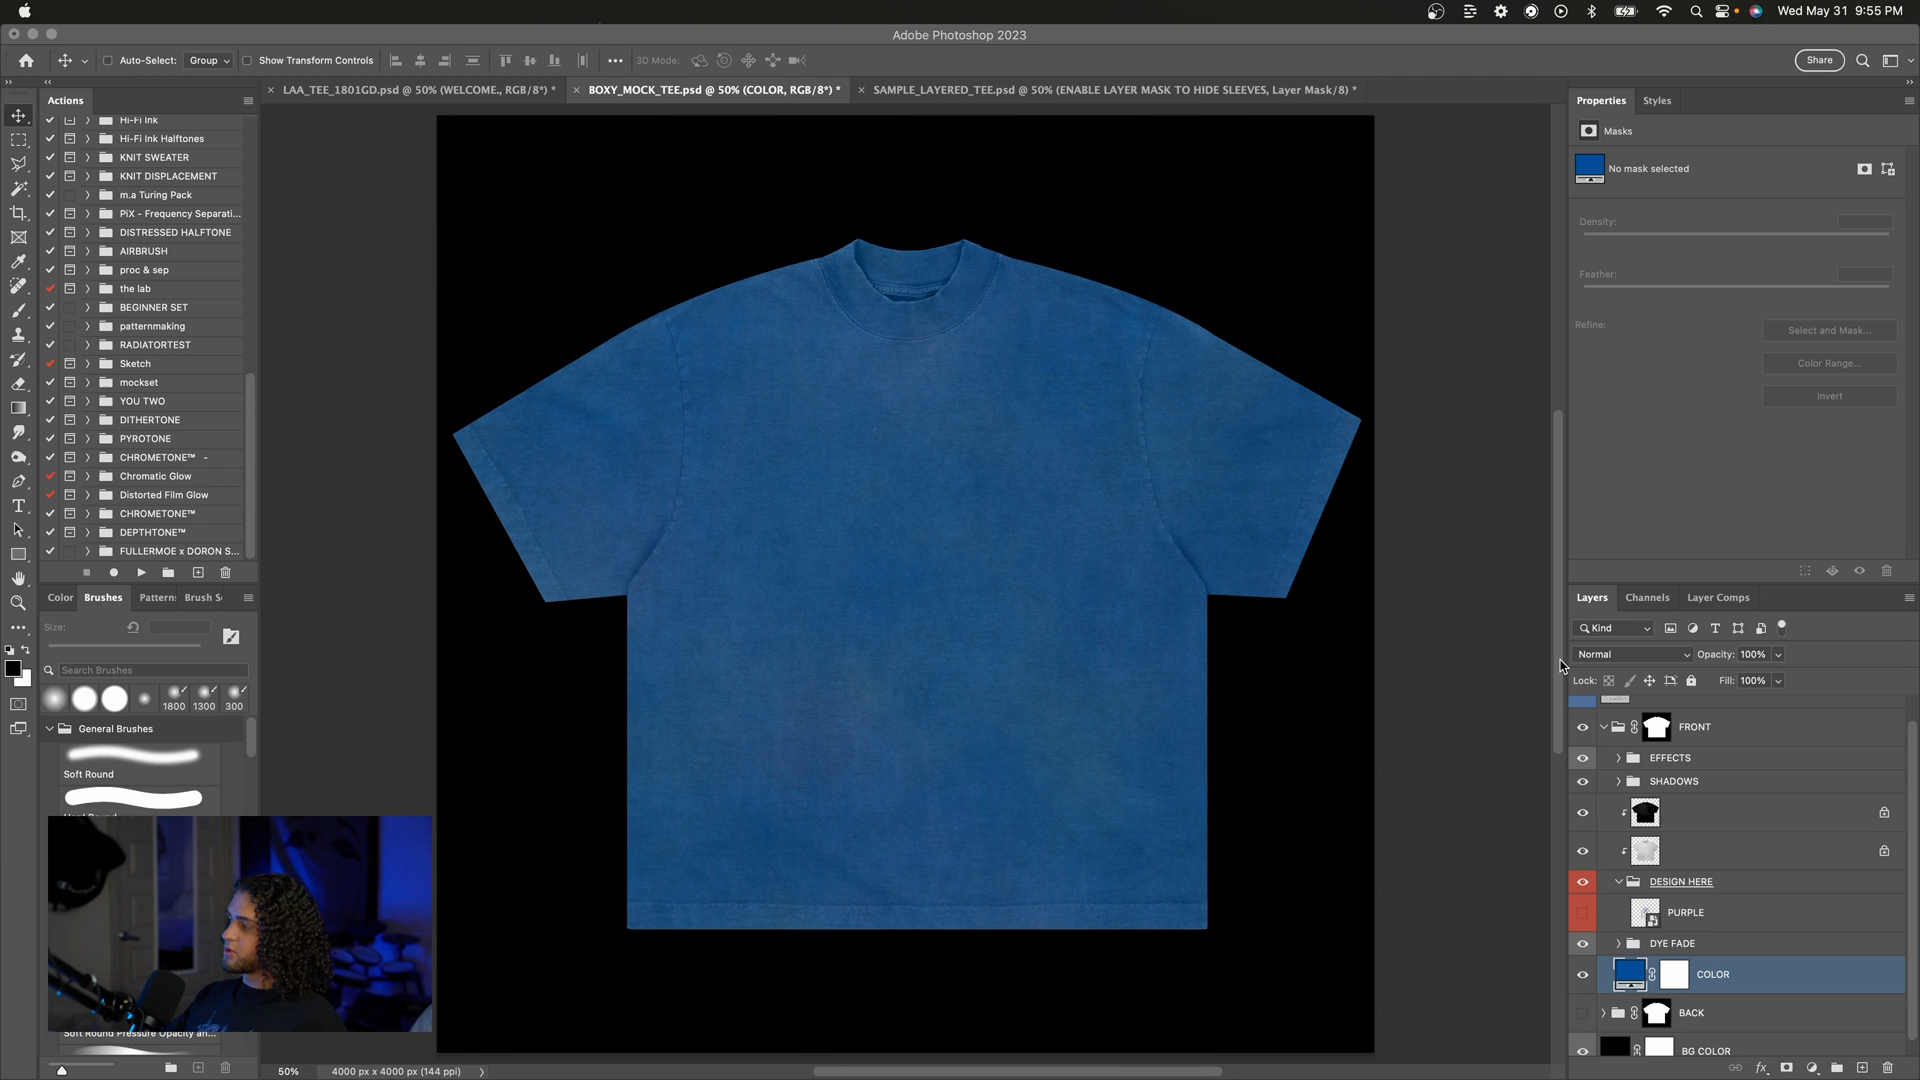 Wed May 31 9:55 PM
Adobe Photoshop 2023
Auto-Select: Group
Show Transform Controls
3D Mode:
Share
LAA_TEE_1801GD.psd @ 50% (WELCOME., RGB/8*) *
BOXY_MOCK_TEE.psd @ 50% (COLOR, RGB/8*) *
SAMPLE_LAYERED_TEE.psd @ 50% (ENABLE LAYER MASK TO HIDE SLEEVES, Layer Mask/8) *
Actions
Hi-Fi Ink
Hi-Fi Ink Halftones
KNIT SWEATER
KNIT DISPLACEMENT
m.a Turing Pack
PiX - Frequency Separati...
DISTRESSED HALFTONE
AIRBRUSH
proc & sep
the lab
BEGINNER SET
patternmaking
RADIATORTEST
Sketch
mockset
YOU TWO
DITHERTONE
PYROTONE
CHROMETONE™ -
Chromatic Glow
Distorted Film Glow
CHROMETONE™
DEPTHTONE™
FULLERMOE x DORON S...
Color
Brushes
Pattern:
Brush S
Size:
Search Brushes
1800
1300
300
General Brushes
Soft Round
Soft Round Pressure Opacity an...
50%
4000 px x 4000 px (144 ppi)
Properties
Styles
Masks
No mask selected
Density:
Feather:
Refine:
Select and Mask...
Color Range...
Invert
Layers
Channels
Layer Comps
Kind
Normal
Opacity: 100%
Lock:
Fill: 100%
FRONT
EFFECTS
SHADOWS
DESIGN HERE
PURPLE
DYE FADE
COLOR
BACK
BG COLOR